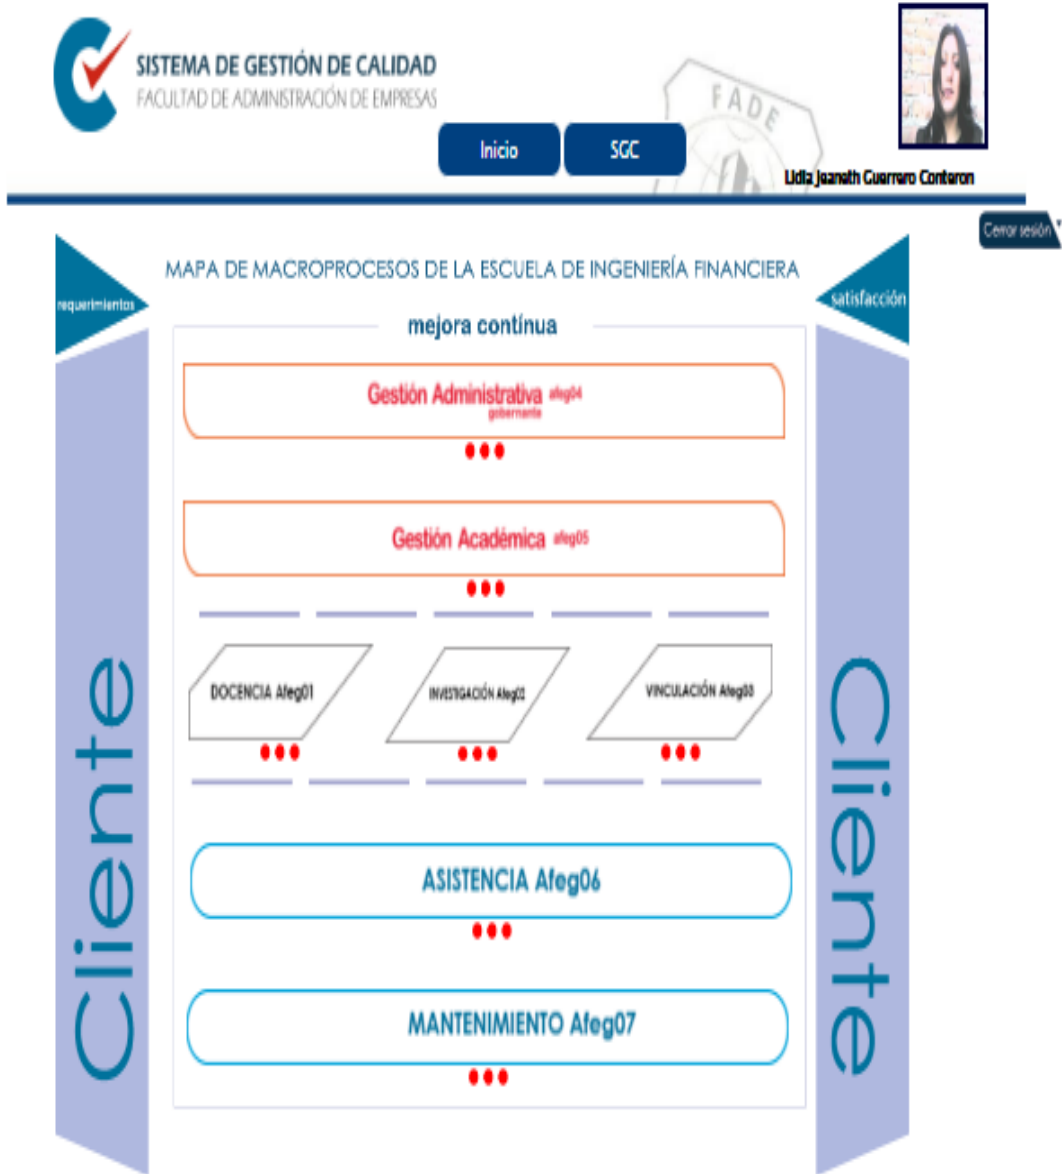 SISTEMA DE GESTIÓN DE CALIDAD
FACULTAD DE ADMINISTRACIÓN DE EMPRESAS
FADE
Inicio
SGC
Lidia Jeaneth Guerrero Conteron
Cerrar sesión
MAPA DE MACROPROCESOS DE LA ESCUELA DE INGENIERÍA FINANCIERA
requerimientos
satisfacción
mejora contínua
Gestión Administrativa afeg04
gobernante
Gestión Académica afeg05
DOCENCIA Afeg01
INVESTIGACIÓN Afeg02
VINCULACIÓN Afeg03
Cliente
Cliente
ASISTENCIA Afeg06
MANTENIMIENTO Afeg07